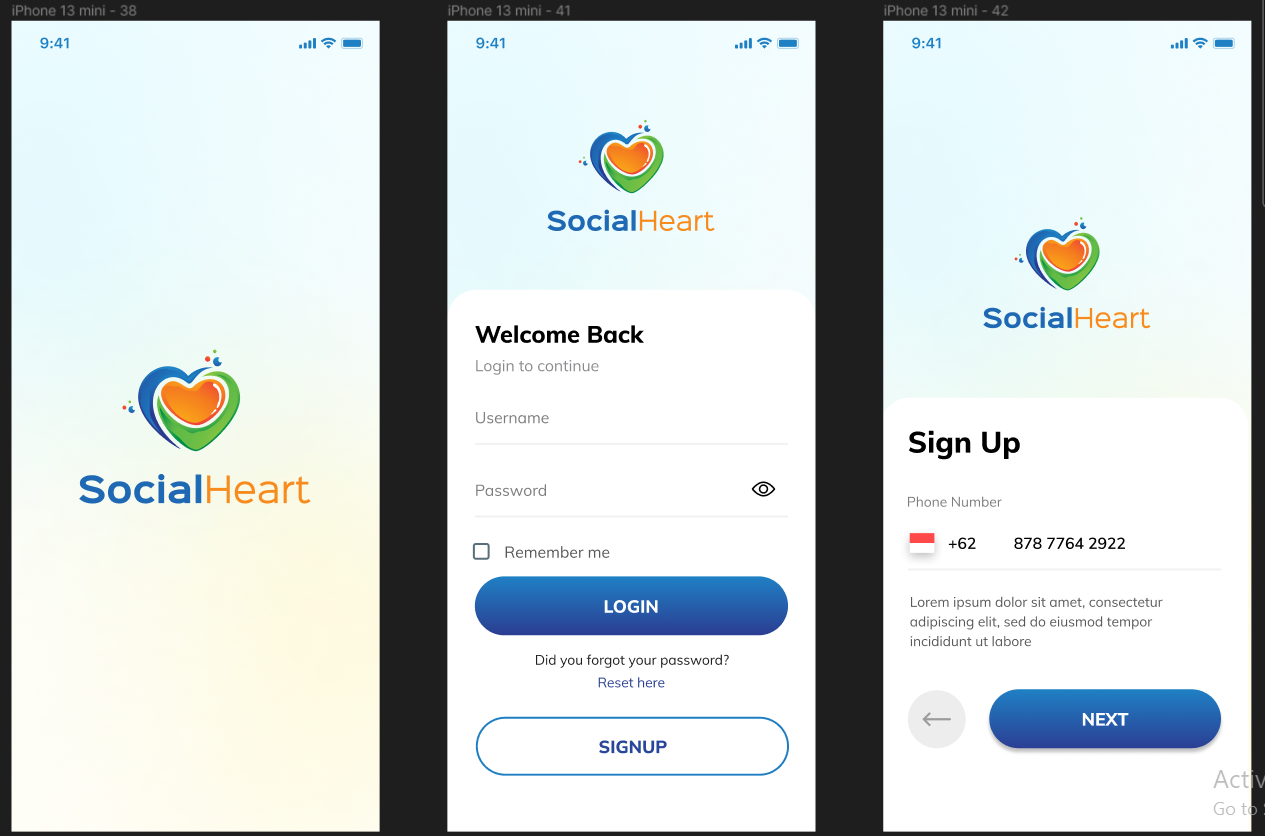 iPhone 13 mini - 38
9:41
SocialHeart
iPhone 13 mini - 41
9:41
SocialHeart
Welcome Back
Login to continue
Username
Password
Remember me
LOGIN
Did you forgot your password?
Reset here
SIGNUP
iPhone 13 mini - 42
9:41
SocialHeart
Sign Up
Phone Number
+62 878 7764 2922
Lorem ipsum dolor sit amet, consectetur
adipiscing elit, sed do eiusmod tempor
incididunt ut labore
NEXT
Go to